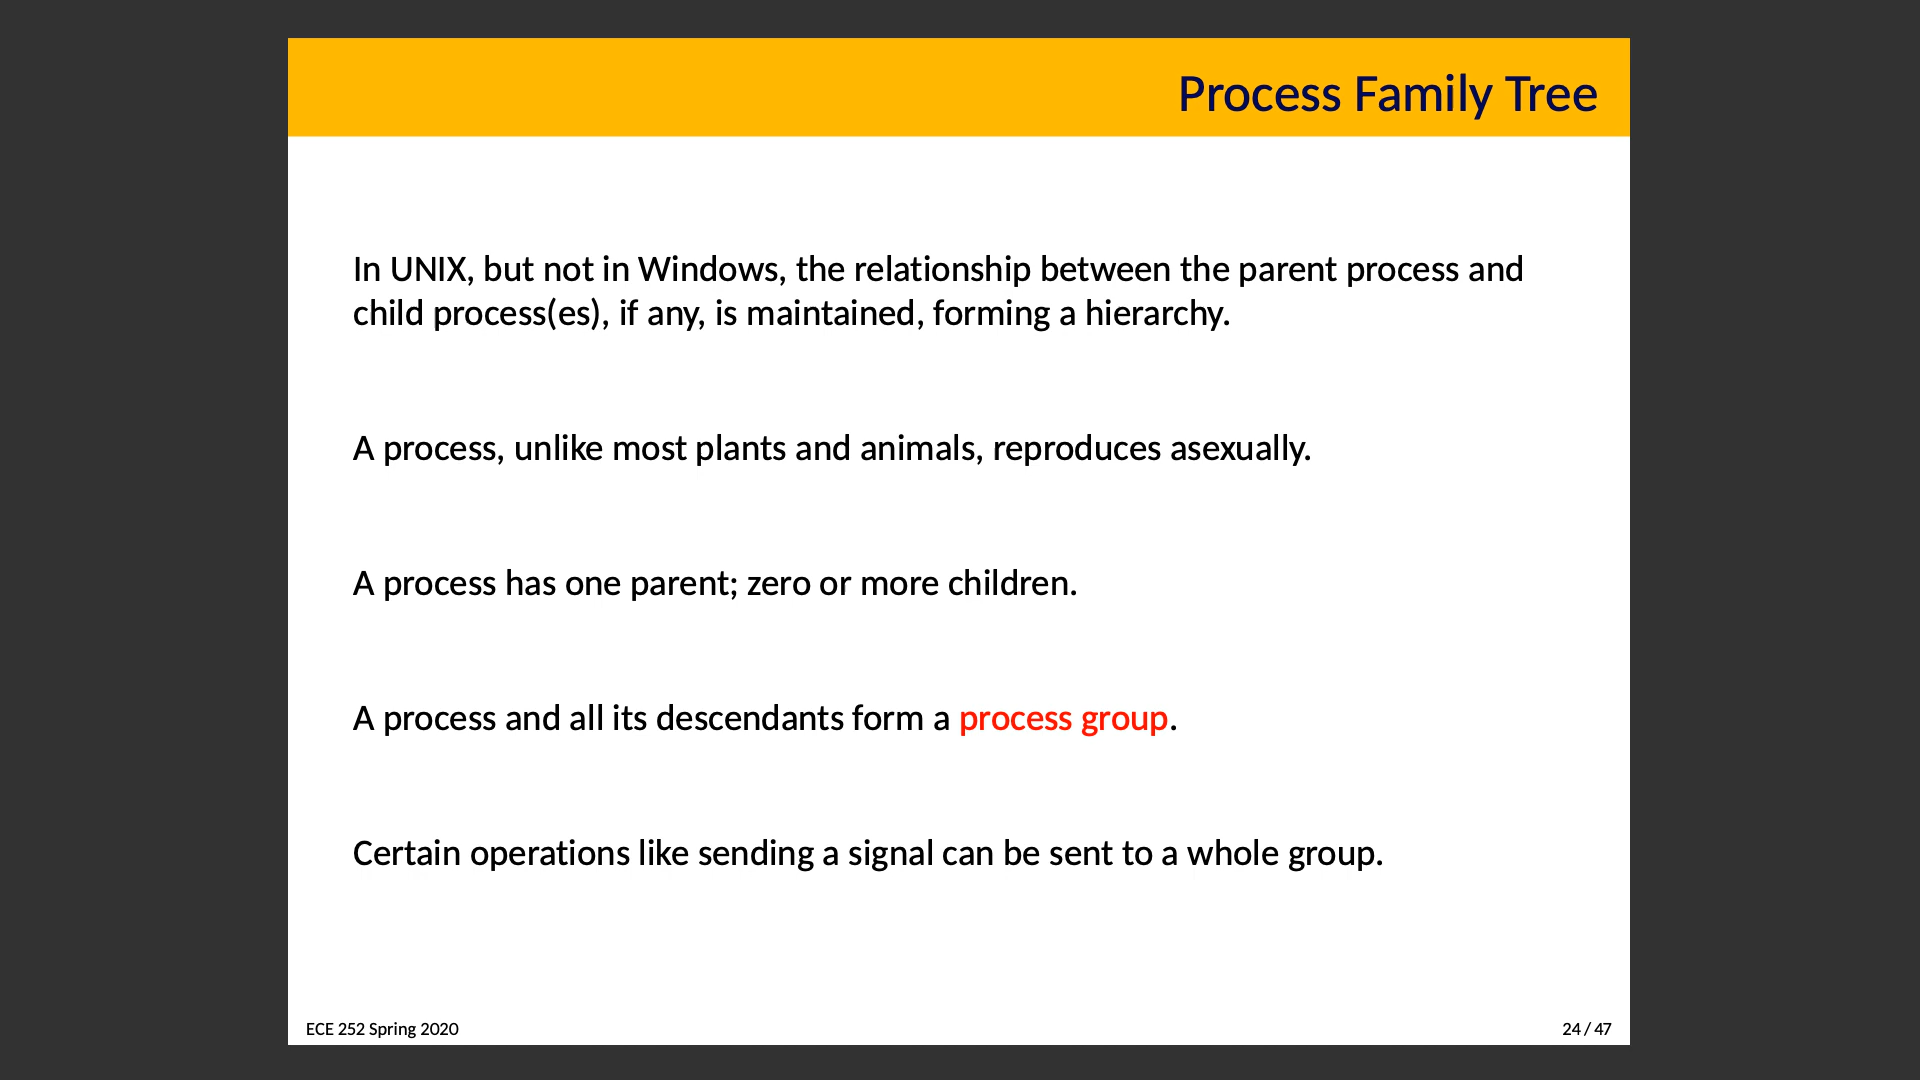 Process Family Tree
In UNIX, but not in Windows, the relationship between the parent process and
child process(es), if any, is maintained, forming a hierarchy.
A process, unlike most plants and animals, reproduces asexually.
A process has one parent; zero or more children.
A process and all its descendants form a process group.
Certain operations like sending a signal can be sent to a whole group.
ECE 252 Spring 2020
24 / 47